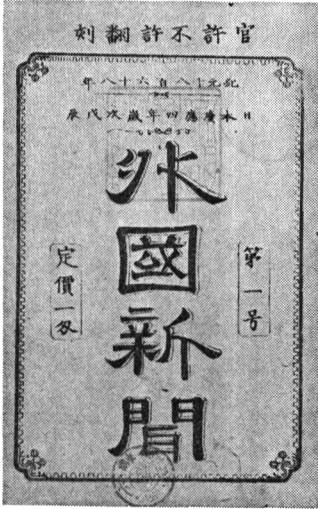 官許不許翻刻
紀元千八百六十八年
日本慶應四年歳次戊辰
第一号
外國新聞
定價一匁